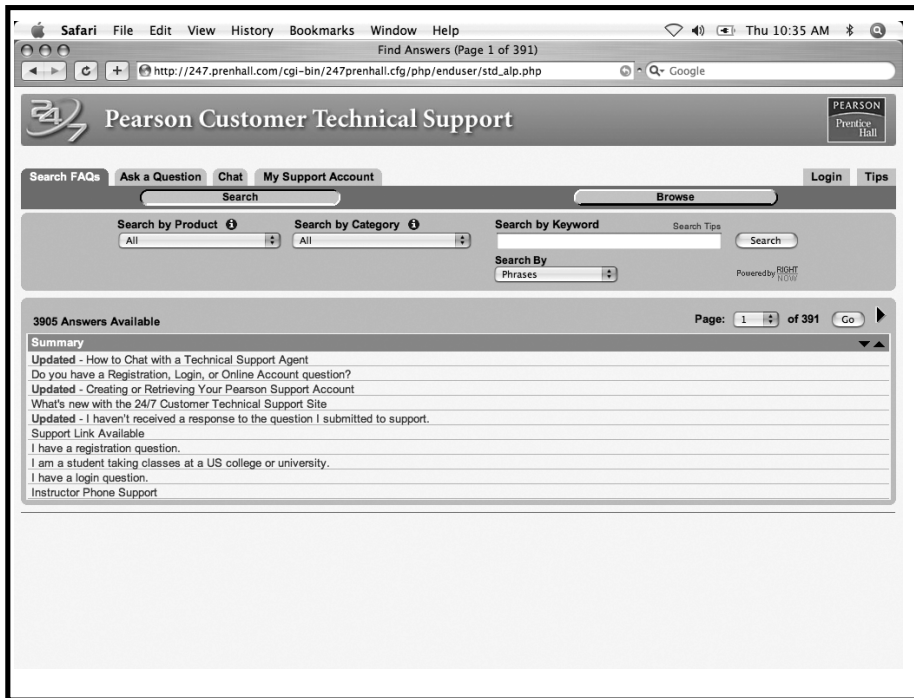 Safari File Edit View History Bookmarks Window Help Thu 10:35 AM
Find Answers (Page 1 of 391)
http://247.prenhall.com/cgi-bin/247prenhall.cfg/php/enduser/std_alp.php Google
24/7 Pearson Customer Technical Support PEARSON
Prentice
Hall
Search FAQs Ask a Question Chat My Support Account Login Tips
Search Browse
Search by Product Search by Category Search by Keyword Search Tips
All All Search
Search By
Phrases Powered by RIGHT
NOW
3905 Answers Available Page: 1 of 391 Go
Summary
Updated - How to Chat with a Technical Support Agent
Do you have a Registration, Login, or Online Account question?
Updated - Creating or Retrieving Your Pearson Support Account
What's new with the 24/7 Customer Technical Support Site
Updated - I haven't received a response to the question I submitted to support.
Support Link Available
I have a registration question.
I am a student taking classes at a US college or university.
I have a login question.
Instructor Phone Support